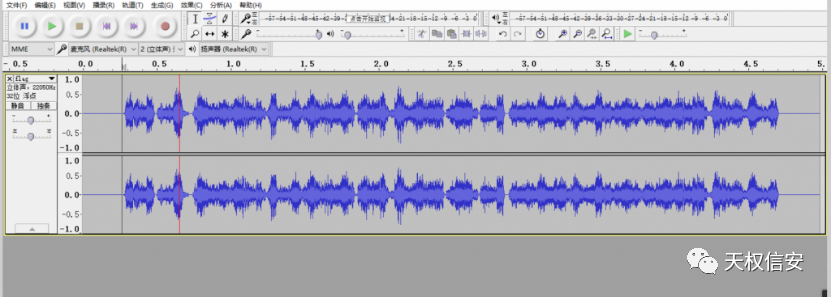 文件(F) 编辑(E) 视图(V) 播录(R) 轨道(T) 生成(G) 效果(C) 分析(A) 帮助(H)
-57 -54 -51 -48 -45 -42 点击开始监视 -21 -18 -15 -12 -9 -6 -3 0
-57 -54 -51 -48 -45 -42 -39 -36 -33 -30 -27 -24 -21 -18 -15 -12 -9 -6 -3 0
MME 麦克风 (Realtek(R) 2 (立体声) 扬声器 (Realtek(R)
- 0.5 0.0 0.5 1.0 1.5 2.0 2.5 3.0 3.5 4.0 4.5 5.0
flag
立体声, 22050Hz
32位 浮点
静音 独奏
1.0
0.5
0.0
-0.5
-1.0
1.0
0.5
0.0
-0.5
-1.0
天权信安